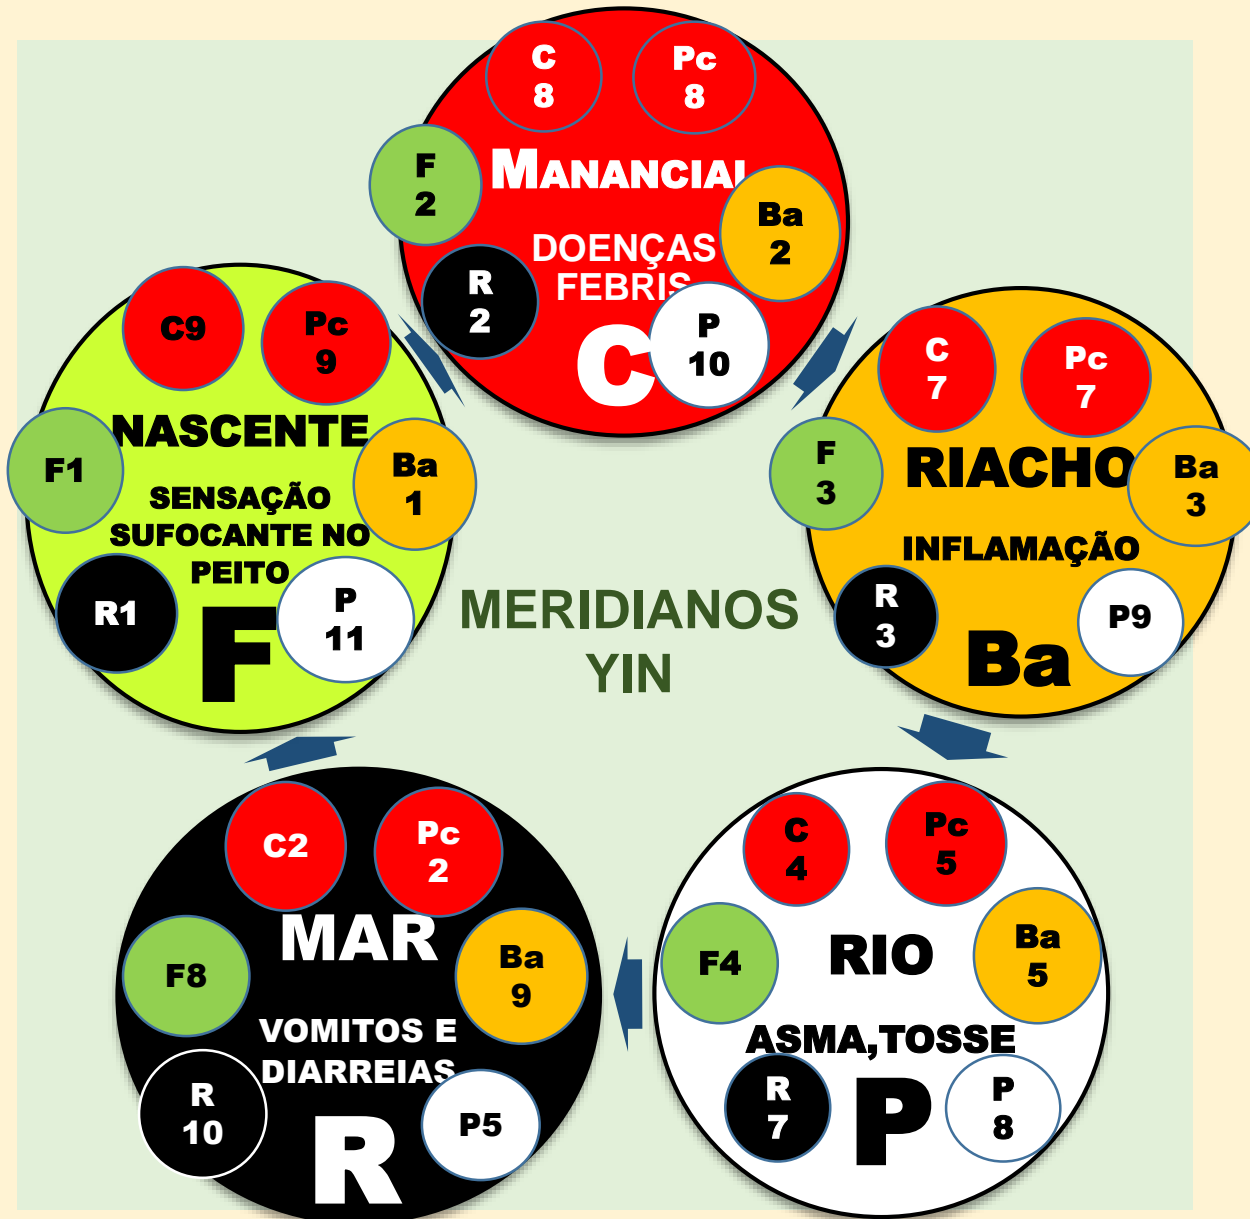 C
8
Pc
8
F
2
MANANCIAL
Ba
2
DOENÇAS
FEBRIS
R
2
P
10
C
C9
Pc
9
NASCENTE
F1
Ba
1
SENSAÇÃO
SUFOCANTE NO
PEITO
R1
P
11
F
MERIDIANOS
YIN
C
7
Pc
7
F
3
RIACHO
Ba
3
INFLAMAÇÃO
R
3
P9
Ba
C2
Pc
2
MAR
F8
Ba
9
VOMITOS E
DIARREIAS
R
10
P5
R
C
4
Pc
5
F4
RIO
Ba
5
ASMA,TOSSE
R
7
P
8
P